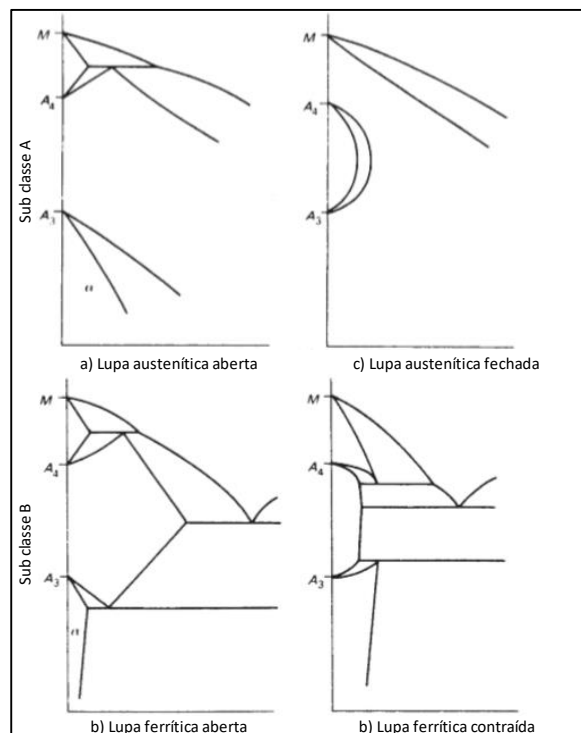 Sub classe A
M
A4
A3
α
a) Lupa austenítica aberta
M
A4
A3
c) Lupa austenítica fechada
Sub classe B
M
A4
A3
α
b) Lupa ferrítica aberta
M
A4
A3
b) Lupa ferrítica contraída